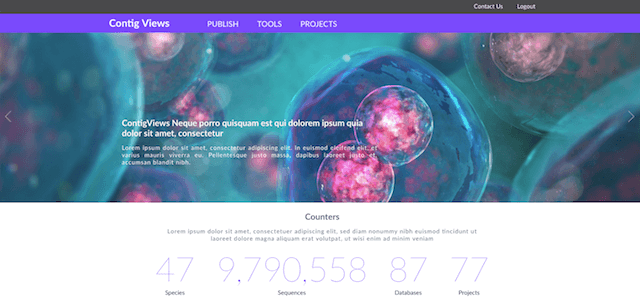 Contact Us Logout
Contig Views PUBLISH TOOLS PROJECTS
ContigViews Neque porro quisquam est qui dolorem ipsum quia
dolor sit amet, consectetur
Lorem ipsum dolor sit amet, consectetur adipiscing elit. In euismod eleifend elit, et
varius mauris viverra eu. Pellentesque justo massa, dapibus laoreet justo et,
accumsan blandit nibh.
Counters
Lorem ipsum dolor sit amet, consectetuer adipiscing elit, sed diam nonummy nibh euismod tincidunt ut
laoreet dolore magna aliquam erat volutpat, ut wisi enim ad minim veniam
47 9,790,558 87 77
Species Sequences Databases Projects